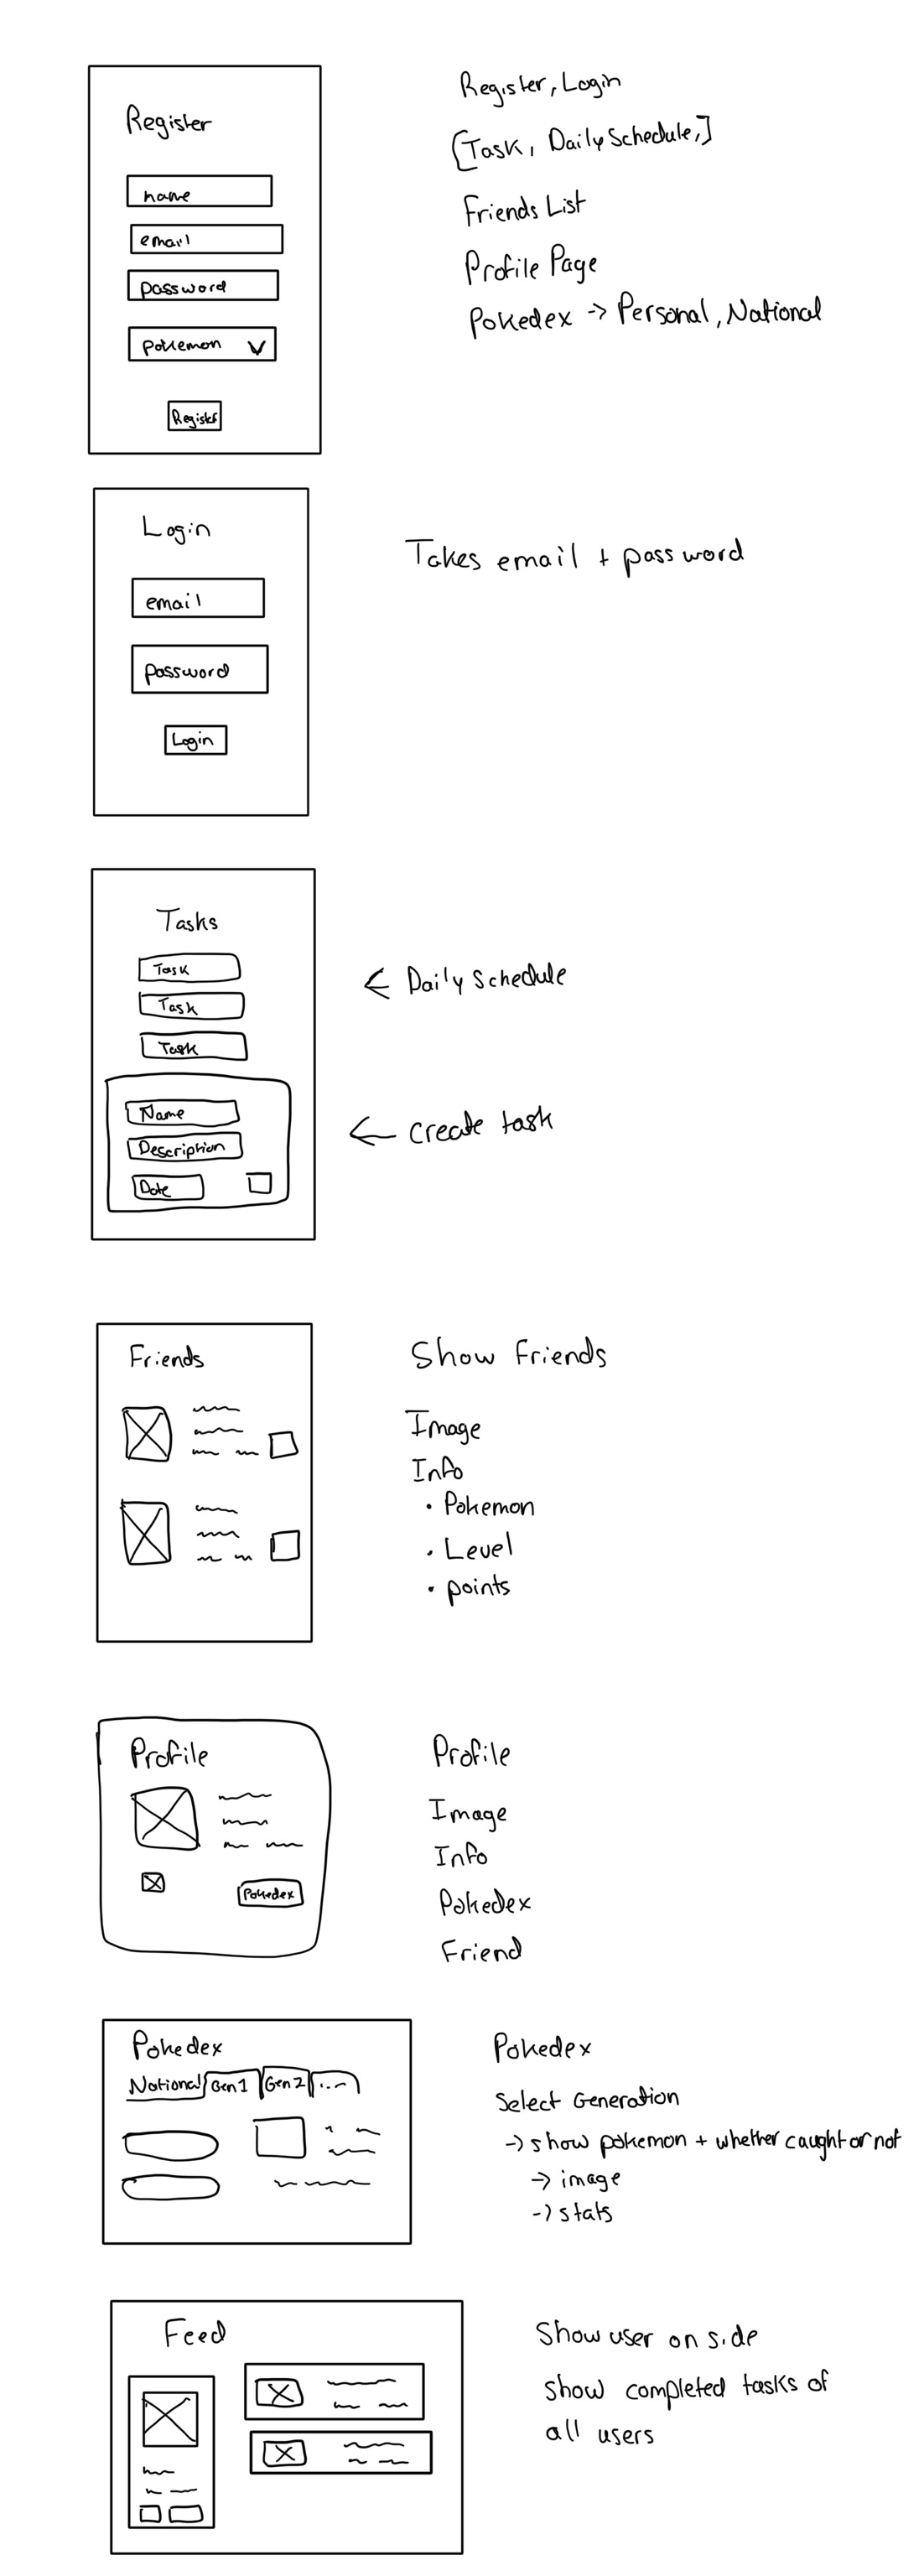 Register
name
email
password
pokemon
Register
Register, Login
[Task, Daily Schedule,]
Friends List
Profile Page
Pokedex -> Personal, National
Login
email
password
Login
Takes email + password
Tasks
Task
Task
Task
Name
Description
Date
<- Daily Schedule
<- create task
Friends
Show Friends
Image
Info
• Pokemon
• Level
• points
Profile
Pokedex
Profile
Image
Info
Pokedex
Friend
Pokedex
National Gen 1 Gen 2 ...
Pokedex
Select Generation
-> show pokemon + whether caught or not
-> image
-> stats
Feed
Show user on side
show completed tasks of
all users